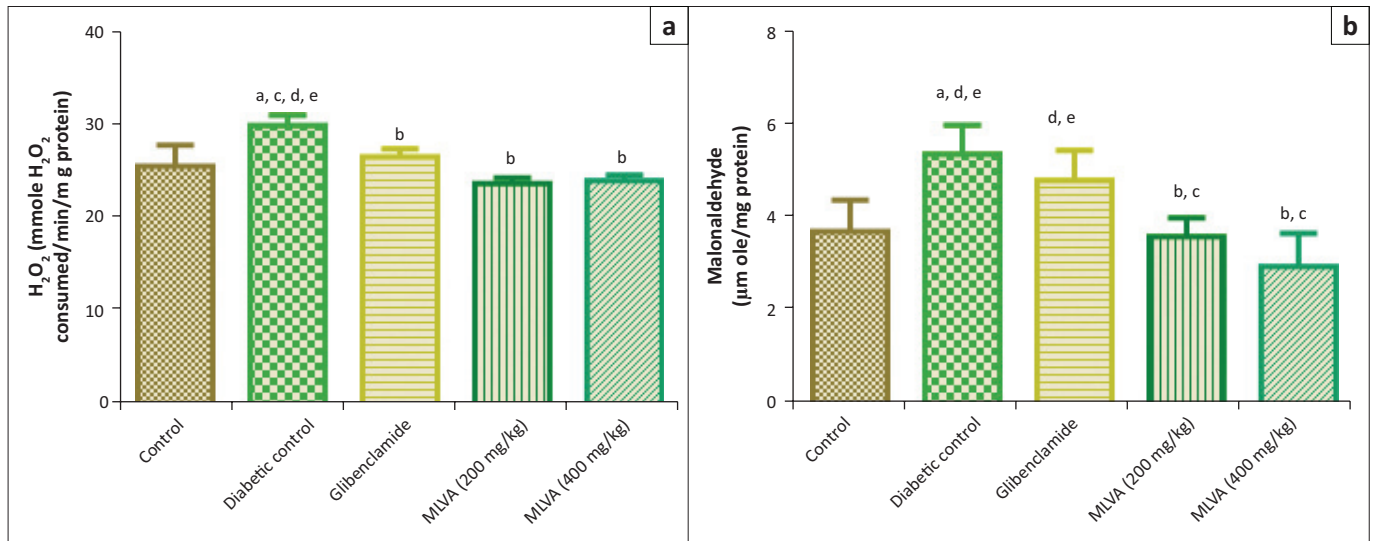 a
H₂O₂ (mmole H₂O₂
consumed/min/m g protein)
40
30
20
10
0
a, c, d, e
b
b
b
Control
Diabetic control
Glibenclamide
MLVA (200 mg/kg)
MLVA (400 mg/kg)
b
Malonaldehyde
(μm ole/mg protein)
8
6
4
2
0
a, d, e
d, e
b, c
b, c
Control
Diabetic control
Glibenclamide
MLVA (200 mg/kg)
MLVA (400 mg/kg)